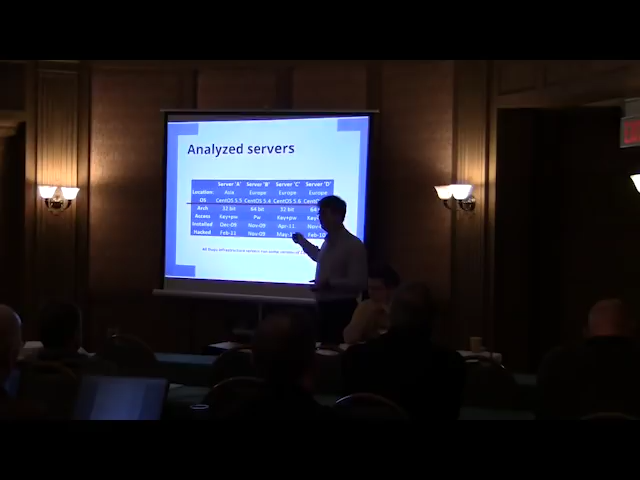 Analyzed servers
Server 'A' Server 'B' Server 'C' Server 'D'
Location: Asia Europe Europe Europe
OS CentOS 5.5 CentOS 5.4 CentOS 5.6
Arch 32 bit 64 bit 32 bit
Access Key+pw Pw Key+pw
Installed Dec-09 Nov-09 Apr-11
Hacked Feb-11 Nov-09 Feb-10